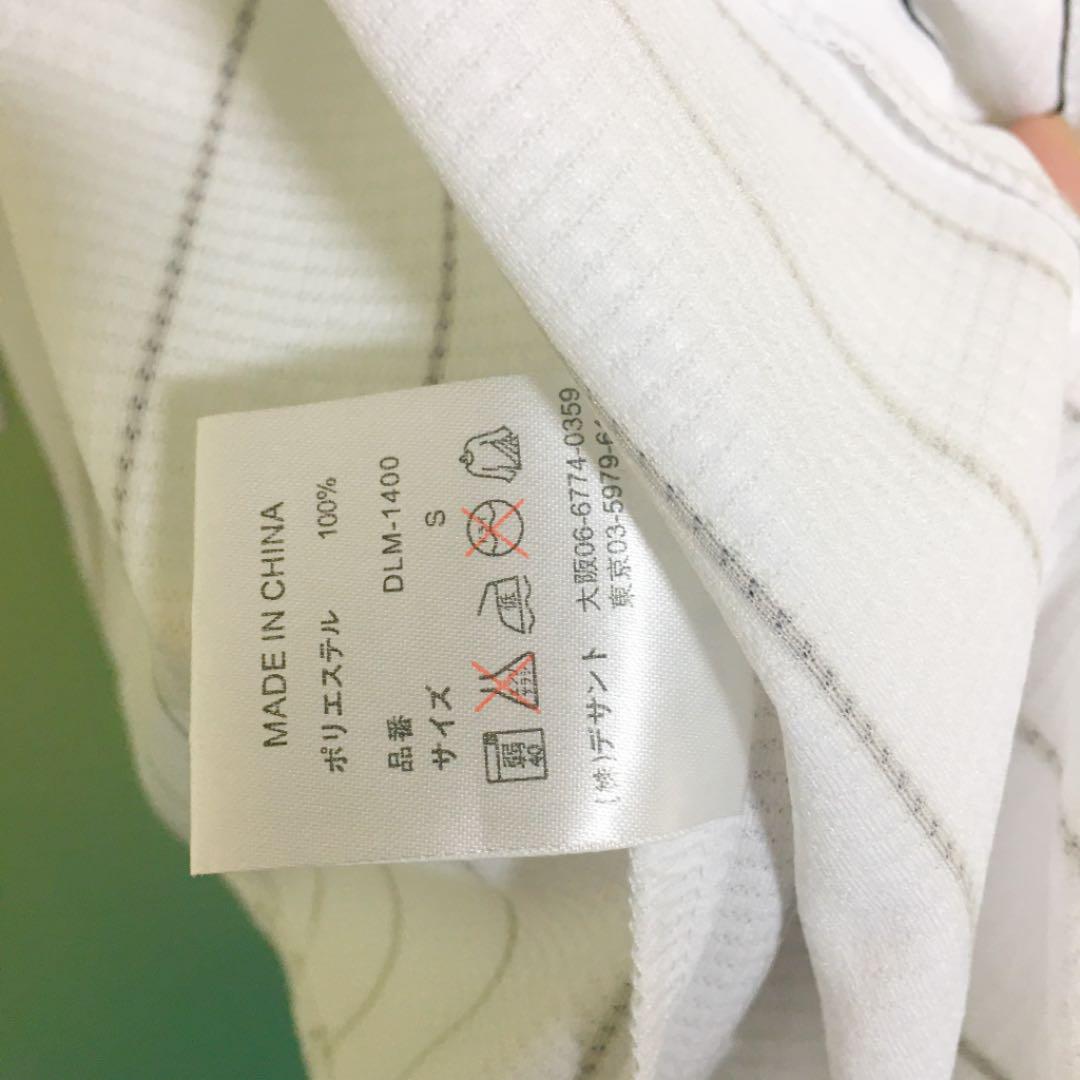 MADE IN CHINA
ポリエステル 100%
品番 DLM-1400
サイズ S
弱 40 低
(株)デサント 大阪06-6774-0359
東京03-5979-6